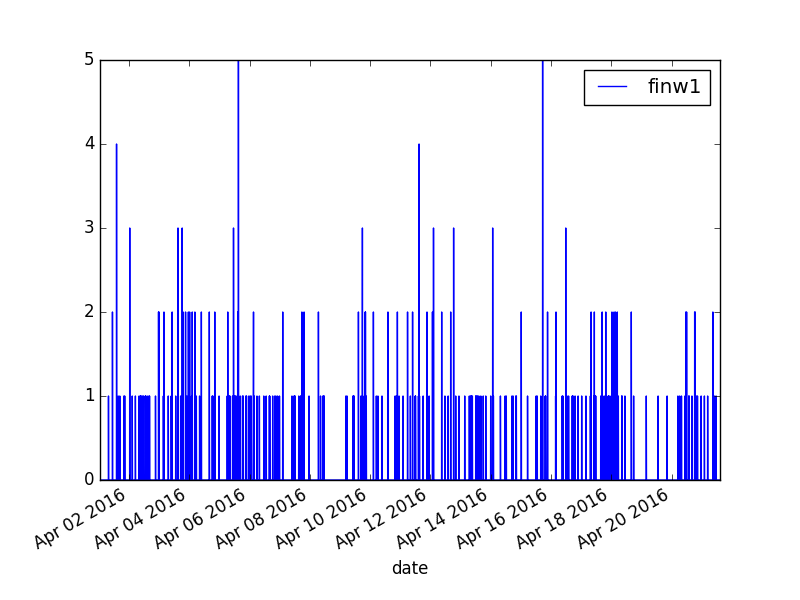 5
finw1
4
3
2
1
0
Apr 02 2016
Apr 04 2016
Apr 06 2016
Apr 08 2016
Apr 10 2016
Apr 12 2016
Apr 14 2016
Apr 16 2016
Apr 18 2016
Apr 20 2016
date